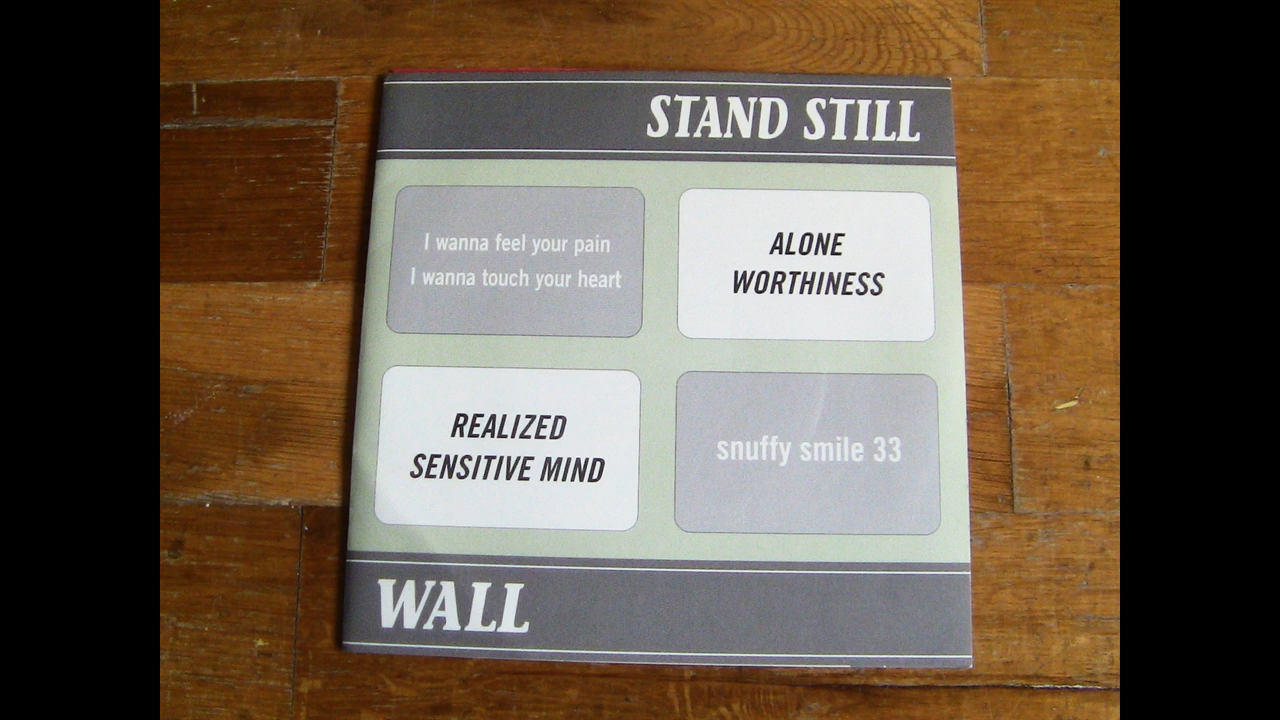 STAND STILL
I wanna feel your pain
I wanna touch your heart
ALONE
WORTHINESS
REALIZED
SENSITIVE MIND
snuffy smile 33
WALL